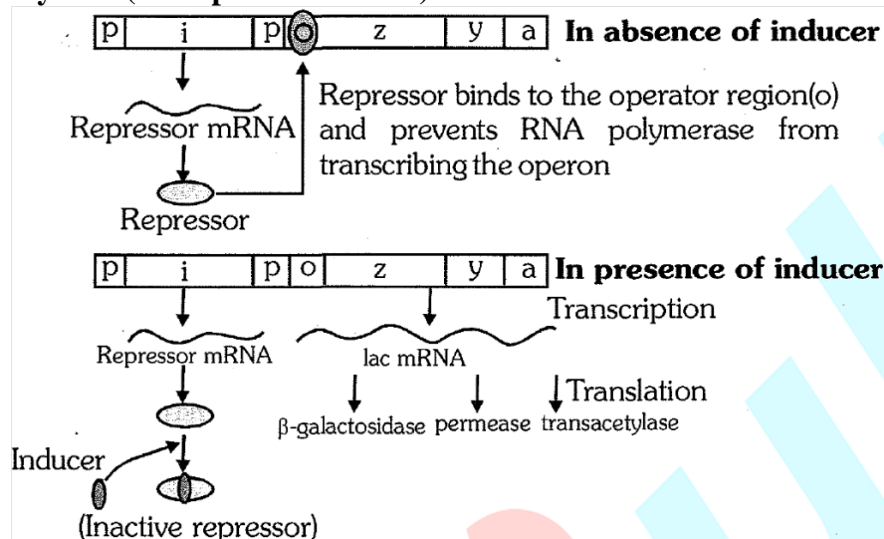 p i p o z y a In absence of inducer
Repressor binds to the operator region(o)
and prevents RNA polymerase from
transcribing the operon
Repressor mRNA
Repressor
p i p o z y a In presence of inducer
Transcription
Repressor mRNA
lac mRNA
Translation
β-galactosidase permease transacetylase
Inducer
(Inactive repressor)